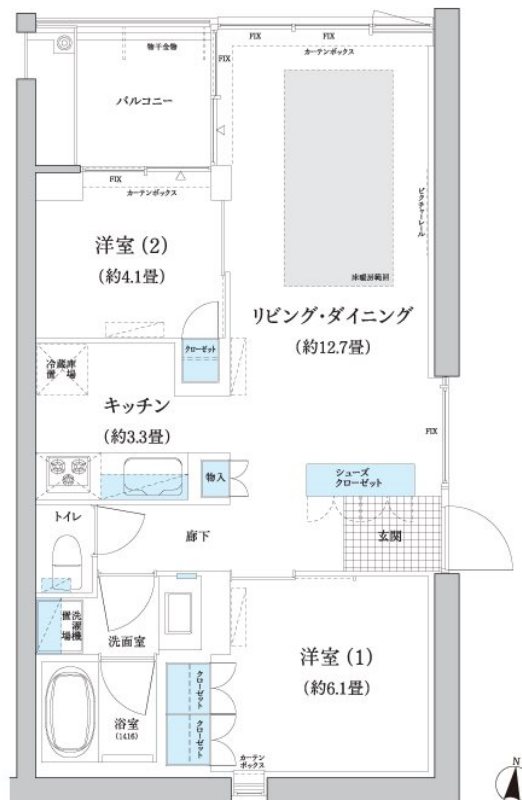 物干金物
FIX
FIX
カーテンボックス
FIX
バルコニー
FIX
カーテンボックス
ピクチャーレール
洋室(2)
(約4.1畳)
床暖房範囲
リビング・ダイニング
(約12.7畳)
クローゼット
冷蔵庫
置場
キッチン
(約3.3畳)
FIX
物入
シューズ
クローゼット
トイレ
廊下
玄関
洗濯機
置場
洗面室
洋室(1)
(約6.1畳)
クローゼット
クローゼット
浴室
(1416)
カーテン
ボックス
N